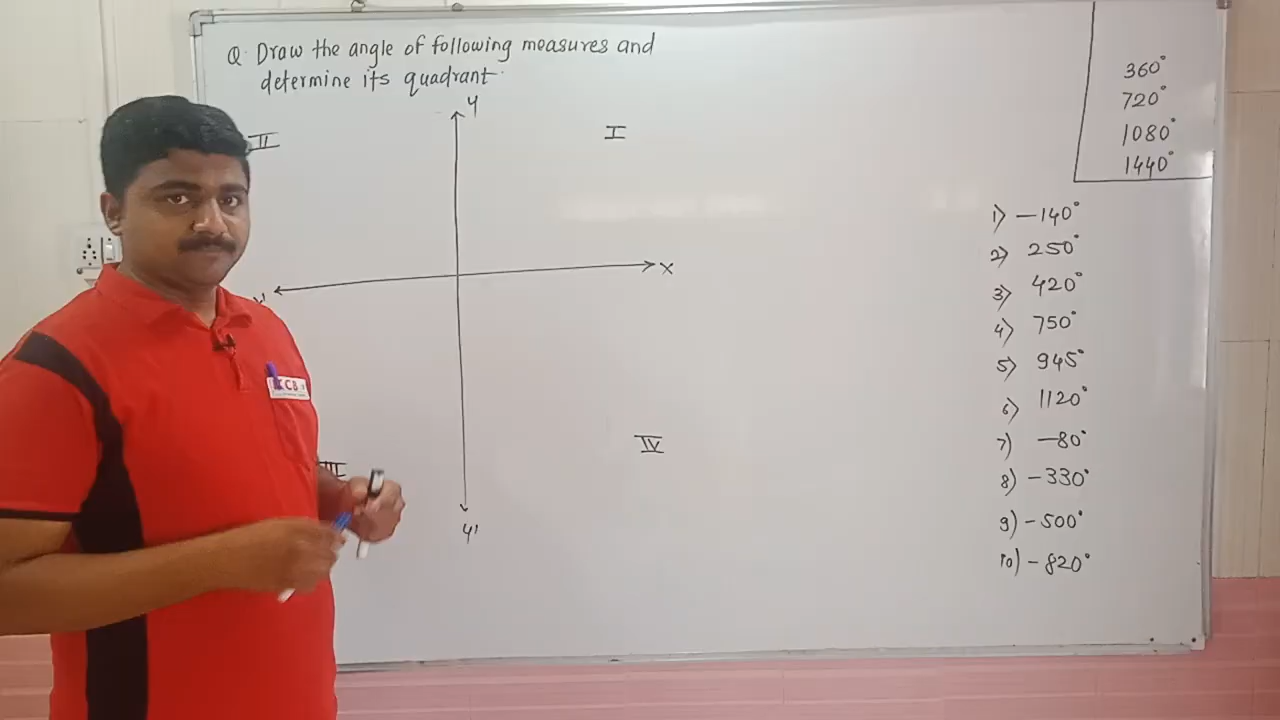 Q. Draw the angle of following measures and
determine its quadrant.
Y
II
I
X
X'
III
IV
Y'
360°
720°
1080°
1440°
1) -140°
2) 250°
3) 420°
4) 750°
5) 945°
6) 1120°
7) -80°
8) -330°
9) -500°
10) -820°